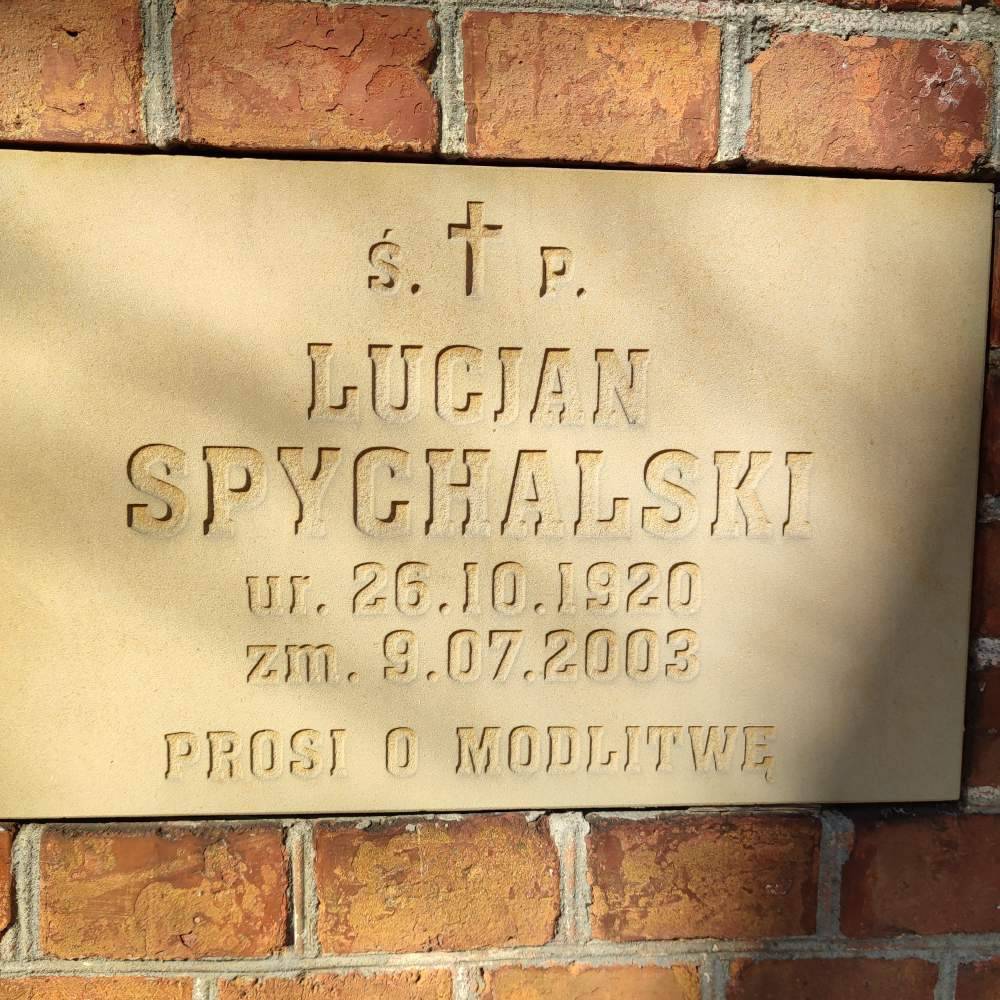 Ś. P.
LUCJAN
SPYCHALSKI
ur. 26.10.1920
zm. 9.07.2003
PROSI O MODLITWĘ